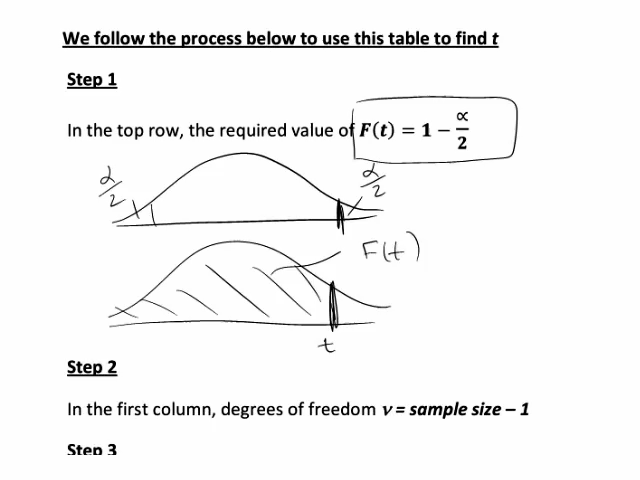 We follow the process below to use this table to find t
Step 1
In the top row, the required value of F(t) = 1 − ∝/2
α/2 α/2
F(t)
t
Step 2
In the first column, degrees of freedom ν = sample size – 1
Step 3